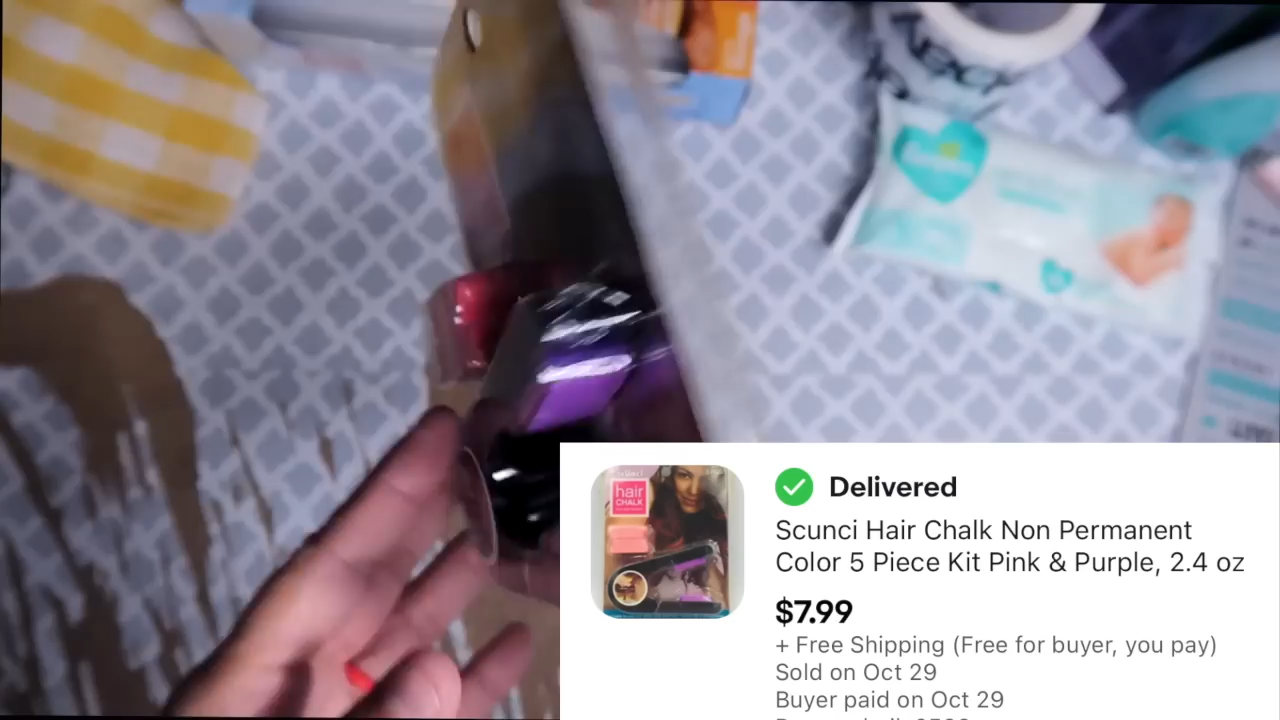 Delivered
Scunci Hair Chalk Non Permanent
Color 5 Piece Kit Pink & Purple, 2.4 oz
$7.99
+ Free Shipping (Free for buyer, you pay)
Sold on Oct 29
Buyer paid on Oct 29
hair
CHALK